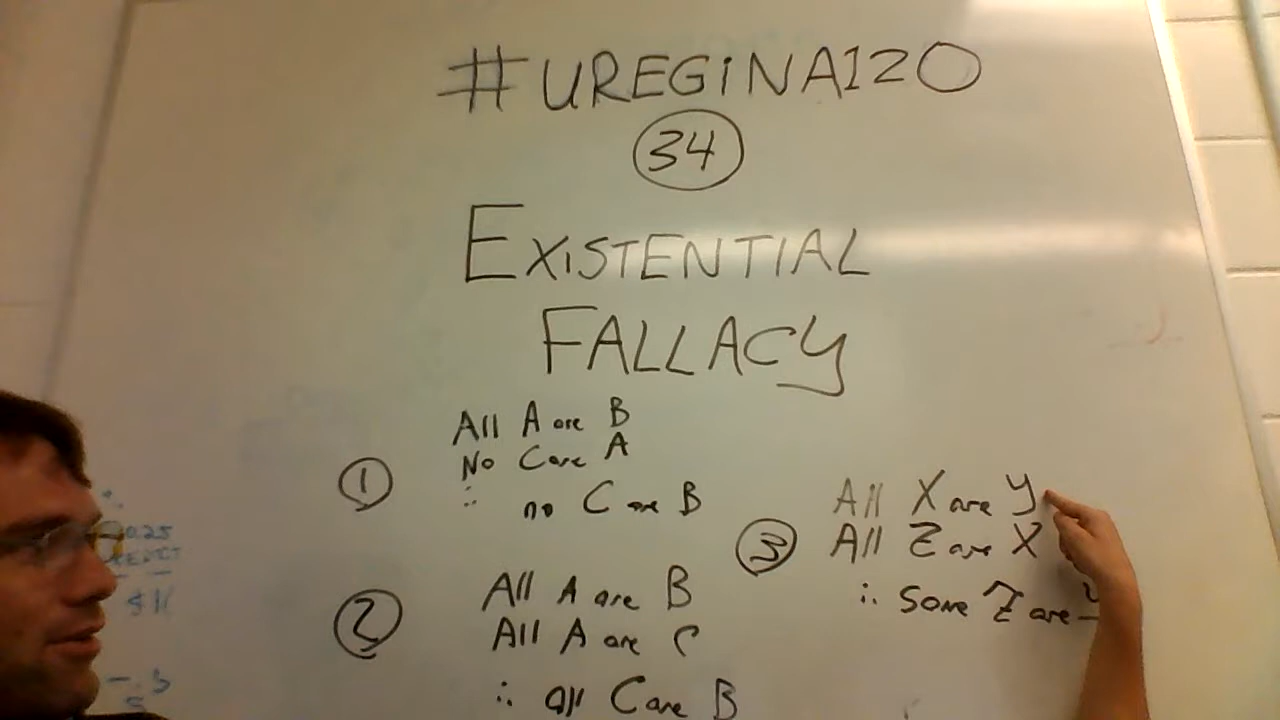 #UREGINA120
34
EXISTENTIAL
FALLACY
1
All A are B
No C are A
∴ no C are B
2
All A are B
All A are C
∴ all C are B
3
All X are Y
All Z are X
∴ Some Z are